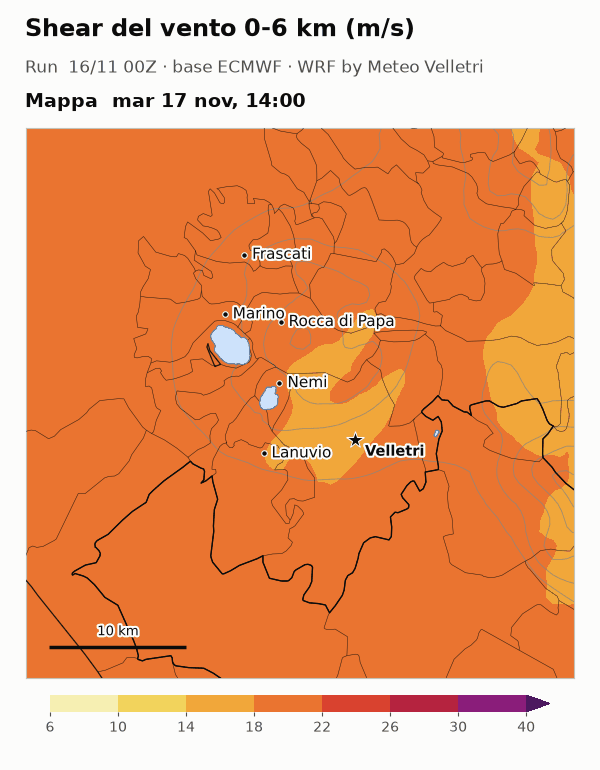 Shear del vento 0-6 km (m/s)
Run  16/11 00Z · base ECMWF · WRF by Meteo Velletri
Mappa  mar 17 nov, 14:00
Frascati
Marino
Rocca di Papa
Nemi
Velletri
Lanuvio
10 km
6 10 14 18 22 26 30 40